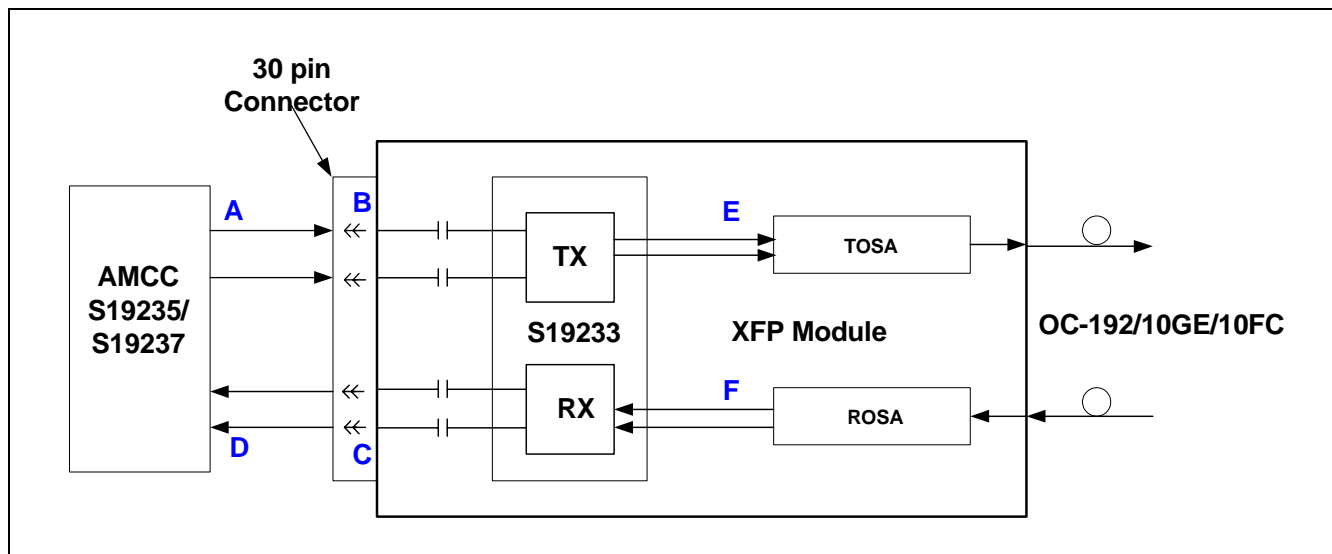 30 pin
Connector
A
B
E
TOSA
TX
AMCC
S19235/
S19237
S19233
XFP Module
OC-192/10GE/10FC
RX
F
ROSA
D
C